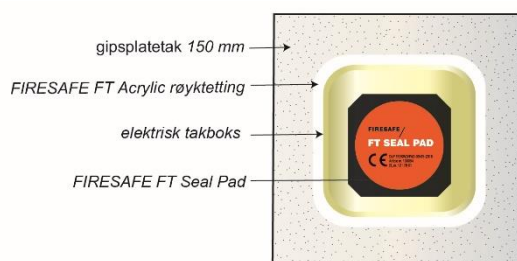 gipsplatetak 150 mm
FIRESAFE FT Acrylic røyktetting
elektrisk takboks
FIRESAFE FT Seal Pad
FIRESAFE
FT SEAL PAD
CE